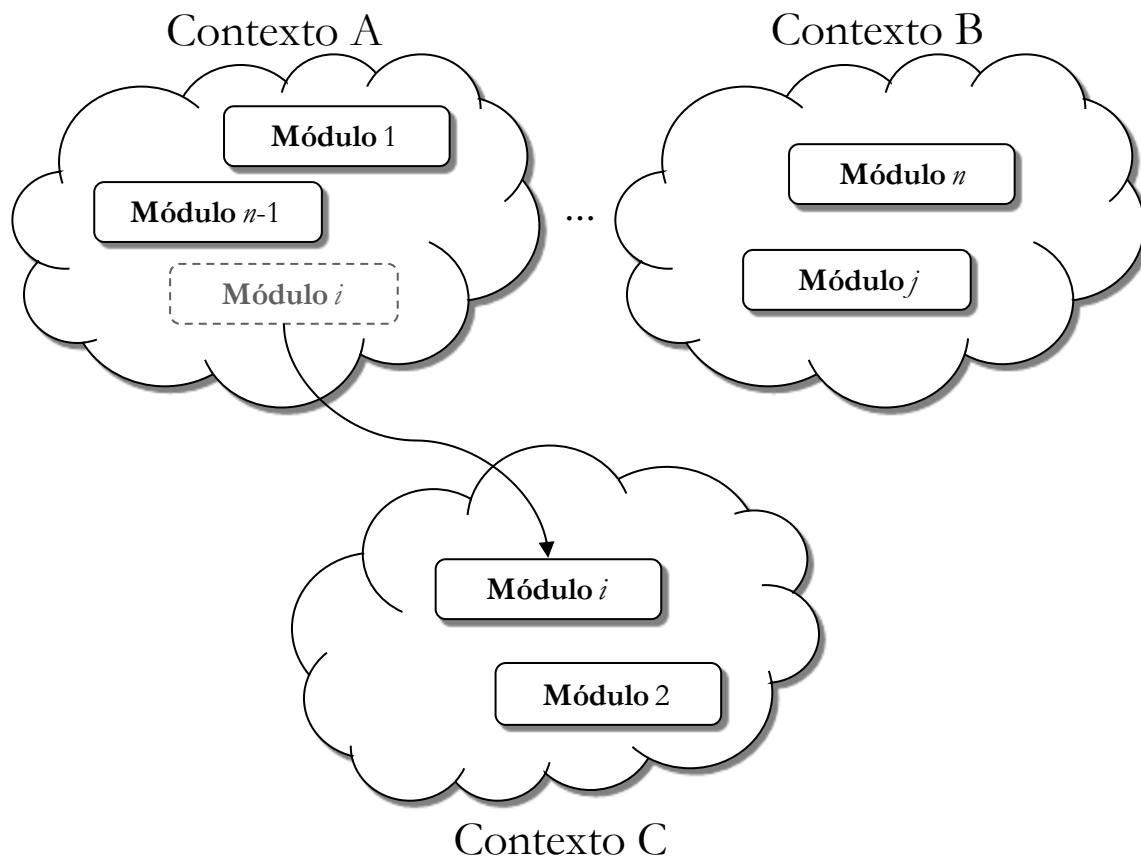 Contexto A
Contexto B
Módulo 1
Módulo n
Módulo n-1
...
Módulo j
Módulo i
Módulo i
Módulo 2
Contexto C